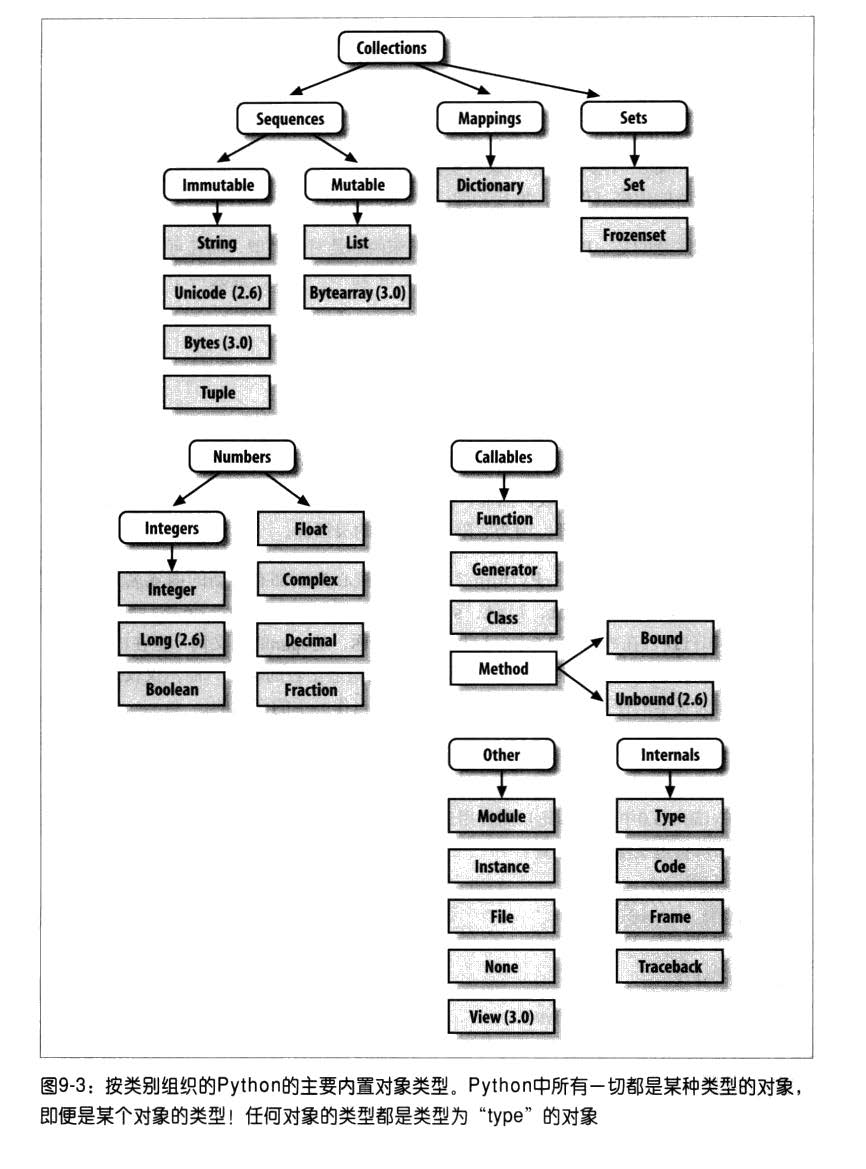 Collections
Sequences
Mappings
Sets
Immutable
Mutable
Dictionary
Set
String
List
Frozenset
Unicode (2.6)
Bytearray (3.0)
Bytes (3.0)
Tuple
Numbers
Callables
Integers
Float
Function
Integer
Complex
Generator
Long (2.6)
Decimal
Class
Bound
Boolean
Fraction
Method
Unbound (2.6)
Other
Internals
Module
Type
Instance
Code
File
Frame
None
Traceback
View (3.0)
图9-3：按类别组织的Python的主要内置对象类型。Python中所有一切都是某种类型的对象，
即便是某个对象的类型！任何对象的类型都是类型为“type”的对象